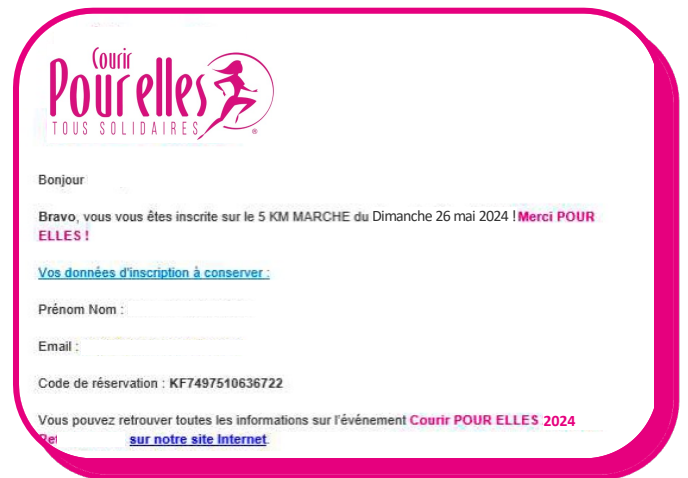 Courir
Pour elles
TOUS SOLIDAIRES
®
Bonjour
Bravo, vous vous êtes inscrite sur le 5 KM MARCHE du Dimanche 26 mai 2024 ! Merci POUR
ELLES !
Vos données d'inscription à conserver :
Prénom Nom :
Email :
Code de réservation : KF7497510636722
Vous pouvez retrouver toutes les informations sur l'événement Courir POUR ELLES 2024
sur notre site Internet.